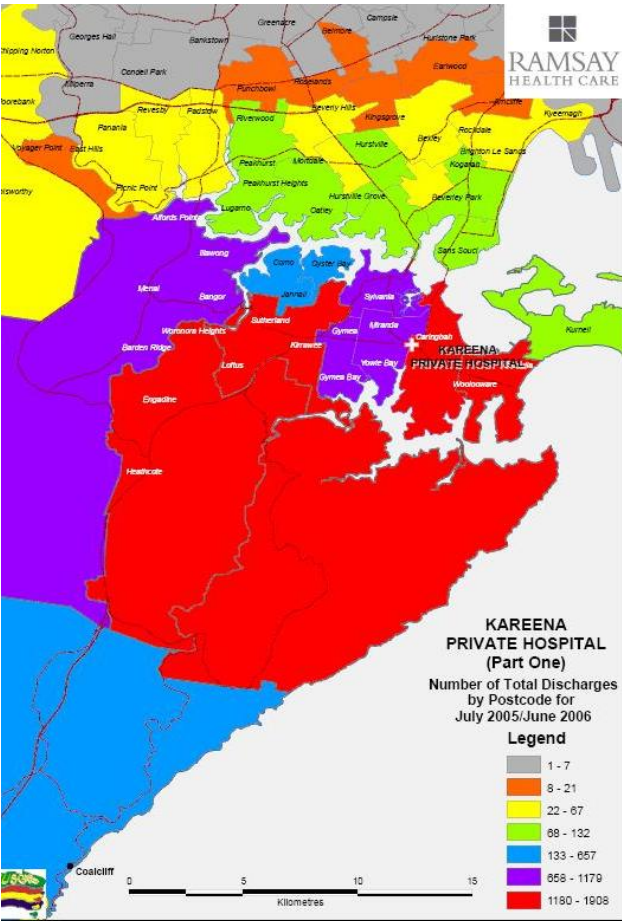 RAMSAY
HEALTH CARE
Campsie
Greenacre
Belmore
Georges Hall
Bankstown
Hurlstone Park
Chipping Norton
Condell Park
Earlwood
Roselands
Milperra
Punchbowl
Arncliffe
Moorebank
Revesby
Padstow
Beverly Hills
Kingsgrove
Kyeemagh
Riverwood
Panania
Bexley
Rockdale
Voyager Point
East Hills
Hurstville
Brighton Le Sands
Peakhurst
Mortdale
Kogarah
Picnic Point
Peakhurst Heights
Holsworthy
Hurstville Grove
Beverley Park
Lugarno
Oatley
Alfords Point
Sans Souci
Illawong
Como
Oyster Bay
Menai
Bangor
Jannali
Sylvania
Sutherland
Miranda
Kurnell
Woronora Heights
Gymea
Caringbah
Barden Ridge
Kirrawee
KAREENA
PRIVATE HOSPITAL
Loftus
Yowie Bay
Gymea Bay
Woolooware
Engadine
Heathcote
KAREENA
PRIVATE HOSPITAL
(Part One)
Number of Total Discharges
by Postcode for
July 2005/June 2006
Legend
1 - 7
8 - 21
22 - 67
68 - 132
133 - 657
658 - 1179
1180 - 1908
Coalcliff
0
5
10
15
Kilometres